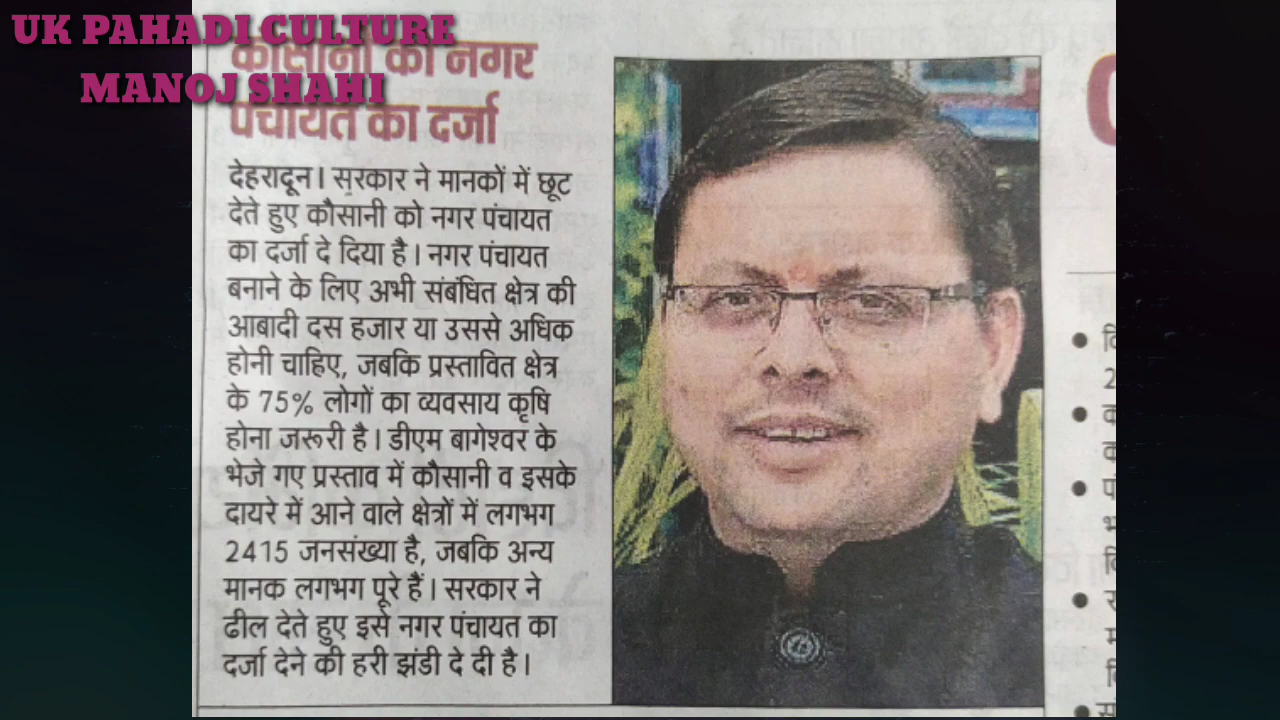 UK PAHADI CULTURE
MANOJ SHAHI
कौसानी को नगर
पंचायत का दर्जा
देहरादून। सरकार ने मानकों में छूट
देते हुए कौसानी को नगर पंचायत
का दर्जा दे दिया है। नगर पंचायत
बनाने के लिए अभी संबंधित क्षेत्र की
आबादी दस हजार या उससे अधिक
होनी चाहिए, जबकि प्रस्तावित क्षेत्र
के 75% लोगों का व्यवसाय कृषि
होना जरूरी है। डीएम बागेश्वर के
भेजे गए प्रस्ताव में कौसानी व इसके
दायरे में आने वाले क्षेत्रों में लगभग
2415 जनसंख्या है, जबकि अन्य
मानक लगभग पूरे हैं। सरकार ने
ढील देते हुए इसे नगर पंचायत का
दर्जा देने की हरी झंडी दे दी है।